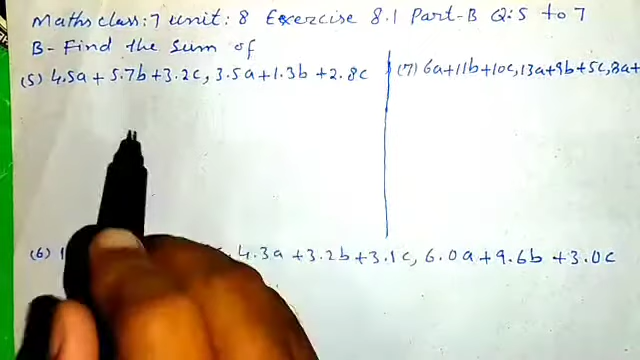 Maths class: 7 unit: 8 Exercise 8.1 Part-B Q:5 to 7
B- Find the Sum of
(5) 4.5a + 5.7b + 3.2c, 3.5a + 1.3b + 2.8c
(7) 6a + 11b + 10c, 13a + 9b + 5c, 8a +
(6) 4.3a + 3.2b + 3.1c, 6.0a + 9.6b + 3.0c